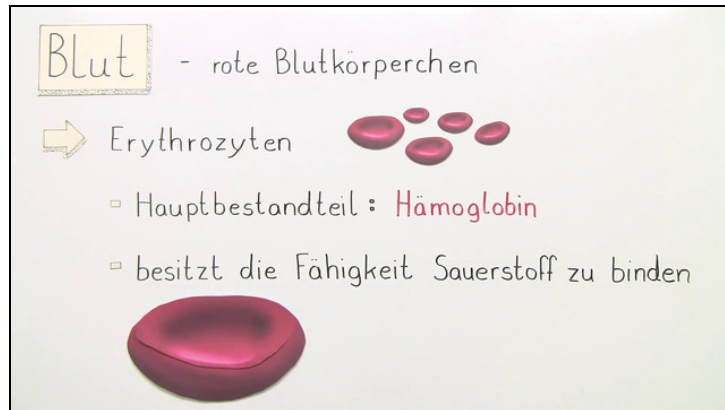 Blut - rote Blutkörperchen
Erythrozyten
Hauptbestandteil: Hämoglobin
besitzt die Fähigkeit Sauerstoff zu binden